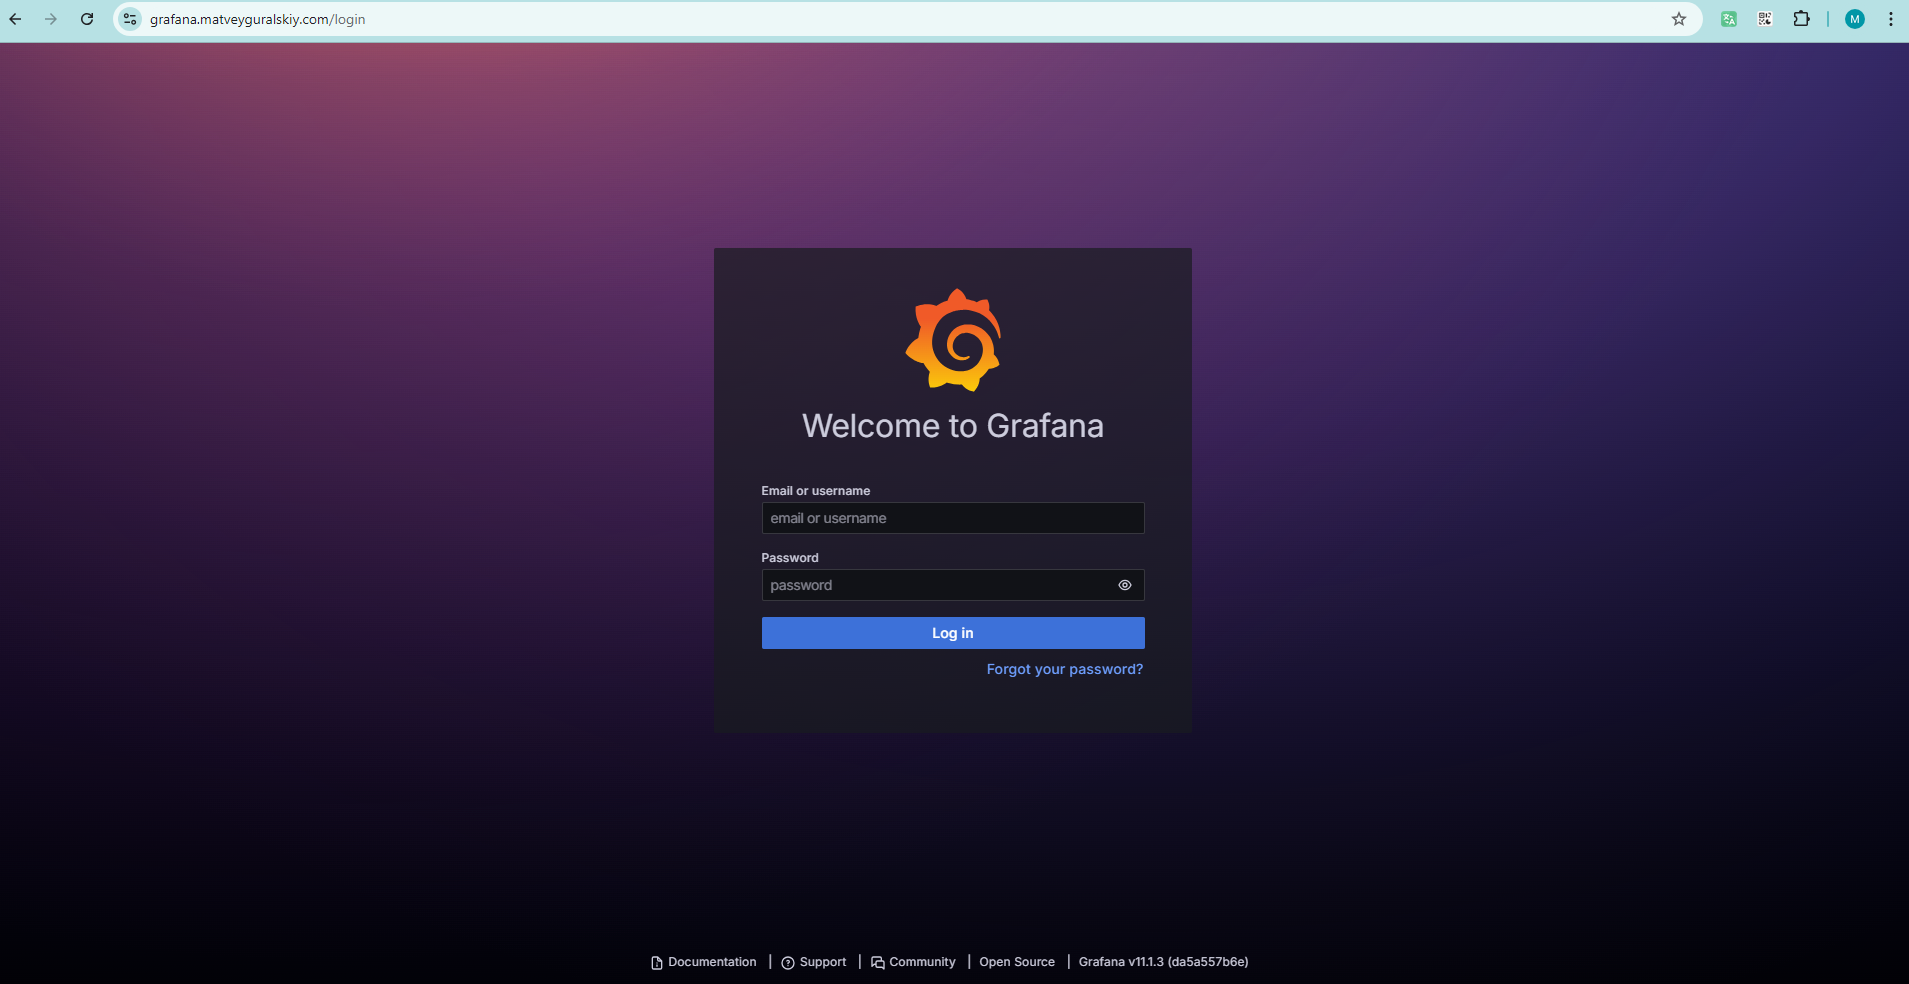 grafana.matveyguralskiy.com/login
M
Welcome to Grafana
Email or username
email or username
Password
password
Log in
Forgot your password?
Documentation | Support | Community | Open Source | Grafana v11.1.3 (da5a557b6e)